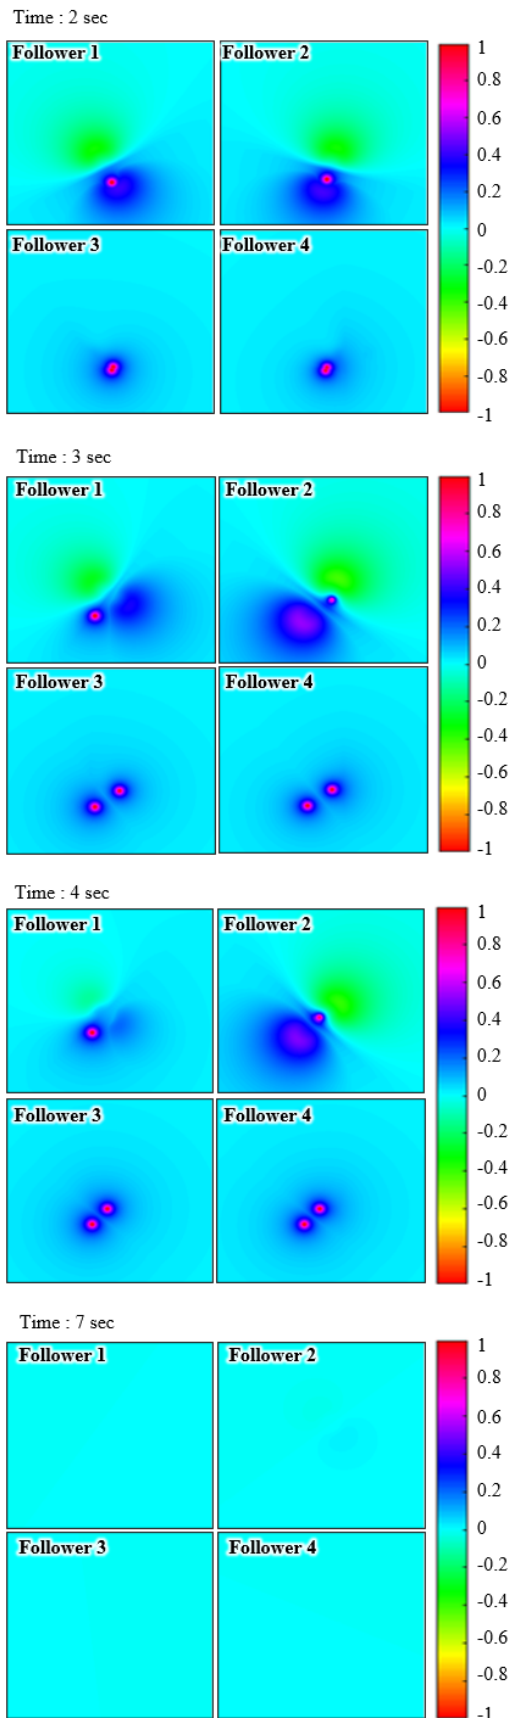 Time : 2 sec
Follower 1
Follower 2
Follower 3
Follower 4
1
0.8
0.6
0.4
0.2
0
-0.2
-0.4
-0.6
-0.8
-1
Time : 3 sec
Follower 1
Follower 2
Follower 3
Follower 4
1
0.8
0.6
0.4
0.2
0
-0.2
-0.4
-0.6
-0.8
-1
Time : 4 sec
Follower 1
Follower 2
Follower 3
Follower 4
1
0.8
0.6
0.4
0.2
0
-0.2
-0.4
-0.6
-0.8
-1
Time : 7 sec
Follower 1
Follower 2
Follower 3
Follower 4
1
0.8
0.6
0.4
0.2
0
-0.2
-0.4
-0.6
-0.8
-1